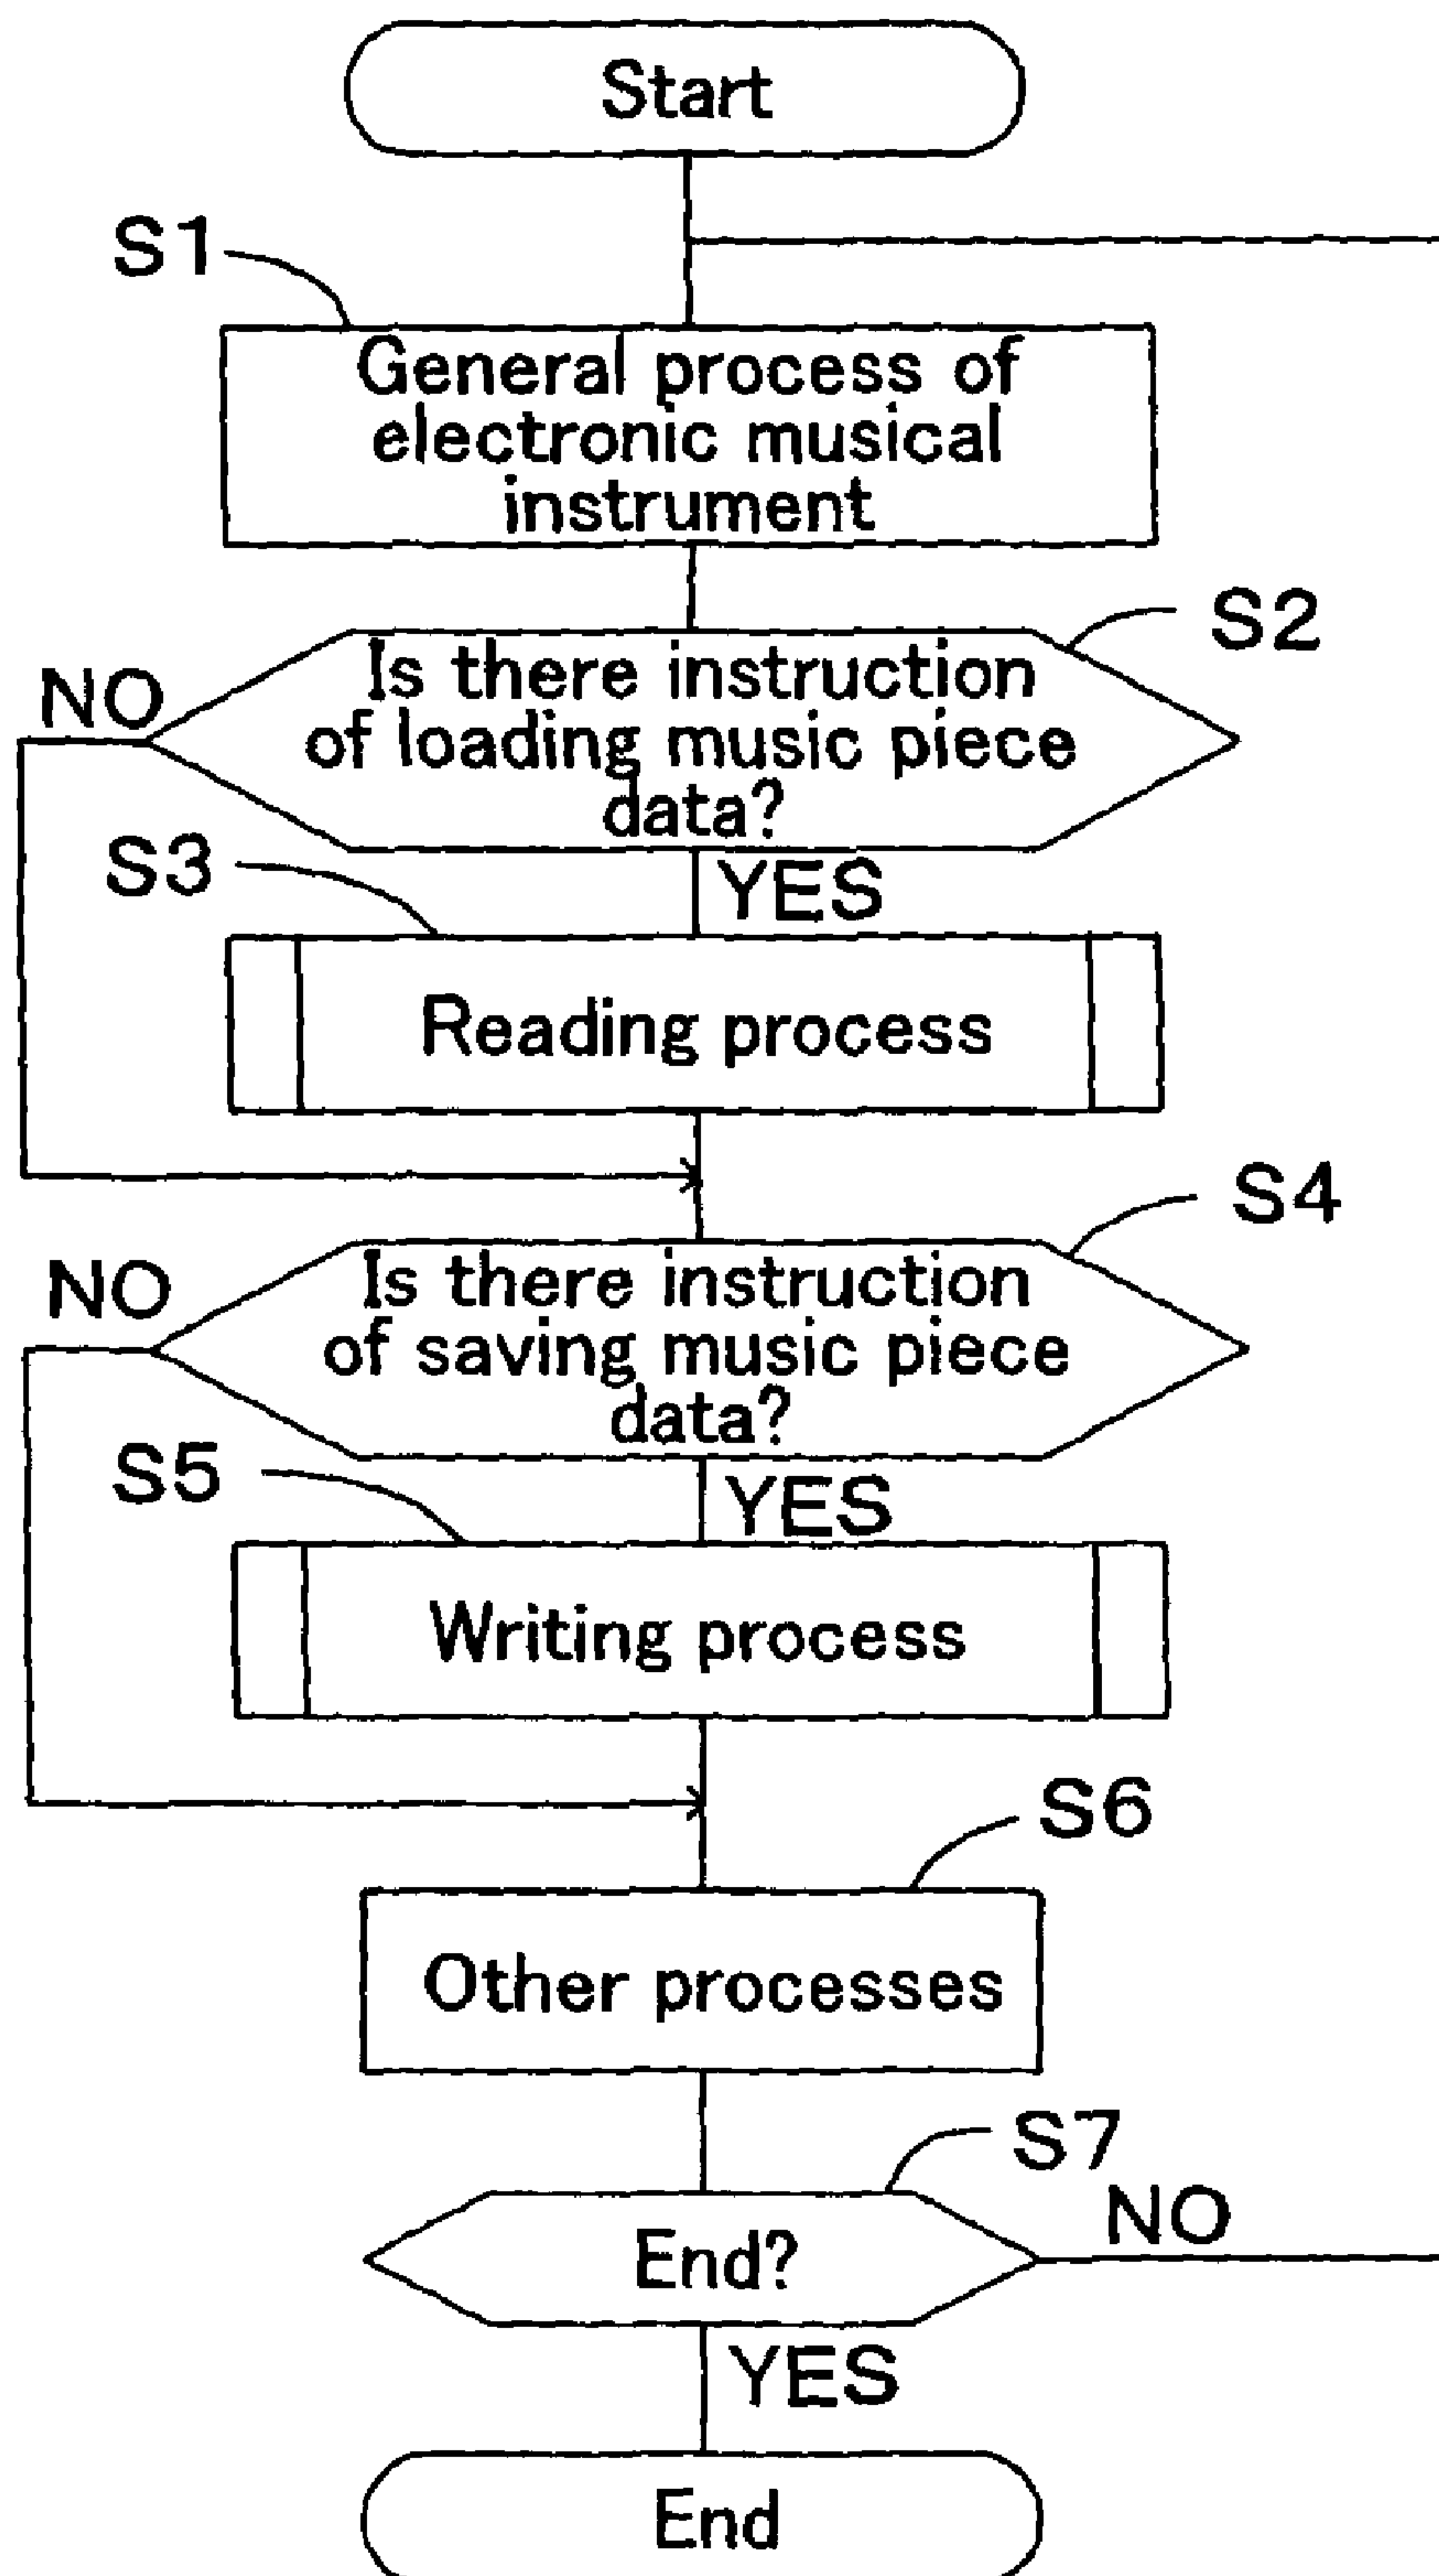 Start
S1
General process of
electronic musical
instrument
S2
NO
Is there instruction
of loading music piece
data?
S3
YES
Reading process
S4
NO
Is there instruction
of saving music piece
data?
S5
YES
Writing process
S6
Other processes
S7
NO
End?
YES
End